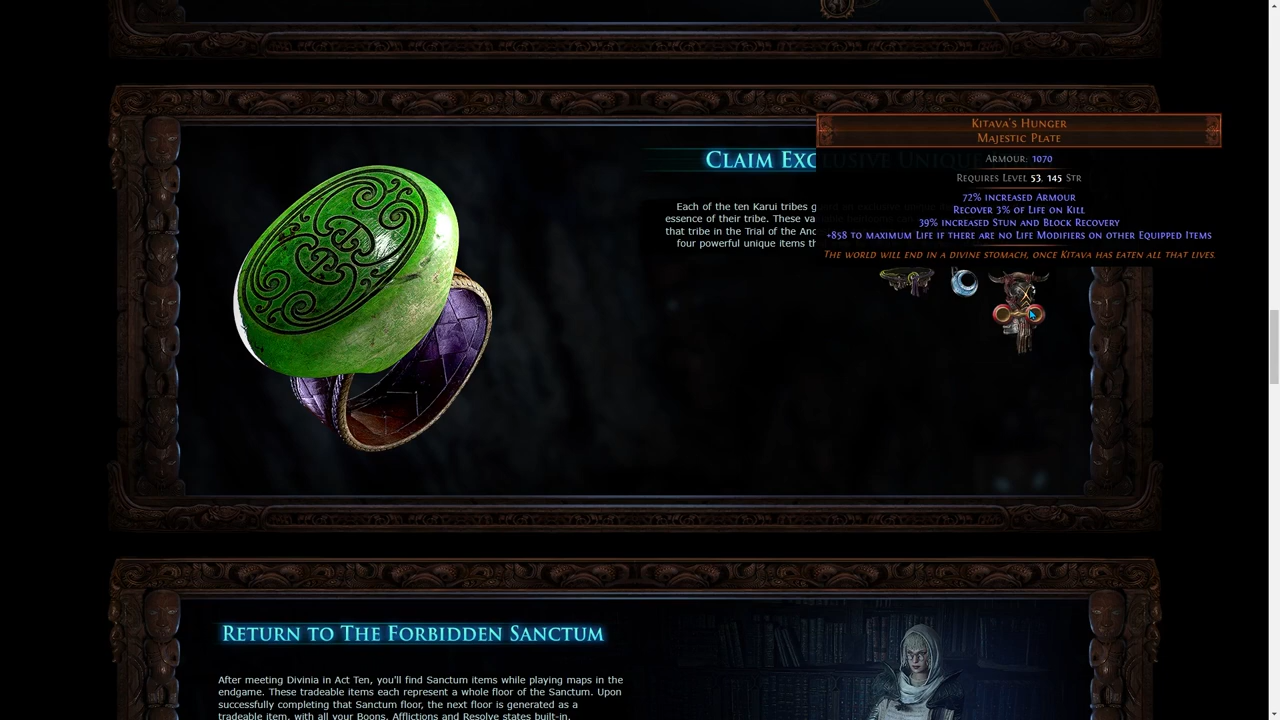 CLAIM EXCLUSIVE UNIQUE
Each of the ten Karui tribes
essence of their tribe. These
that tribe in the Trial of the
four powerful unique items
KITAVA'S HUNGER
MAJESTIC PLATE
ARMOUR: 1070
REQUIRES LEVEL 53, 145 STR
72% INCREASED ARMOUR
RECOVER 3% OF LIFE ON KILL
39% INCREASED STUN AND BLOCK RECOVERY
+858 TO MAXIMUM LIFE IF THERE ARE NO LIFE MODIFIERS ON OTHER EQUIPPED ITEMS
THE WORLD WILL END IN A DIVINE STOMACH, ONCE KITAVA HAS EATEN ALL THAT LIVES.
RETURN TO THE FORBIDDEN SANCTUM
After meeting Divinia in Act Ten, you'll find Sanctum items while playing maps in the
endgame. These tradeable items each represent a whole floor of the Sanctum. Upon
successfully completing that Sanctum floor, the next floor is generated as a
tradeable item, with all your Boons, Afflictions and Resolve states built-in.